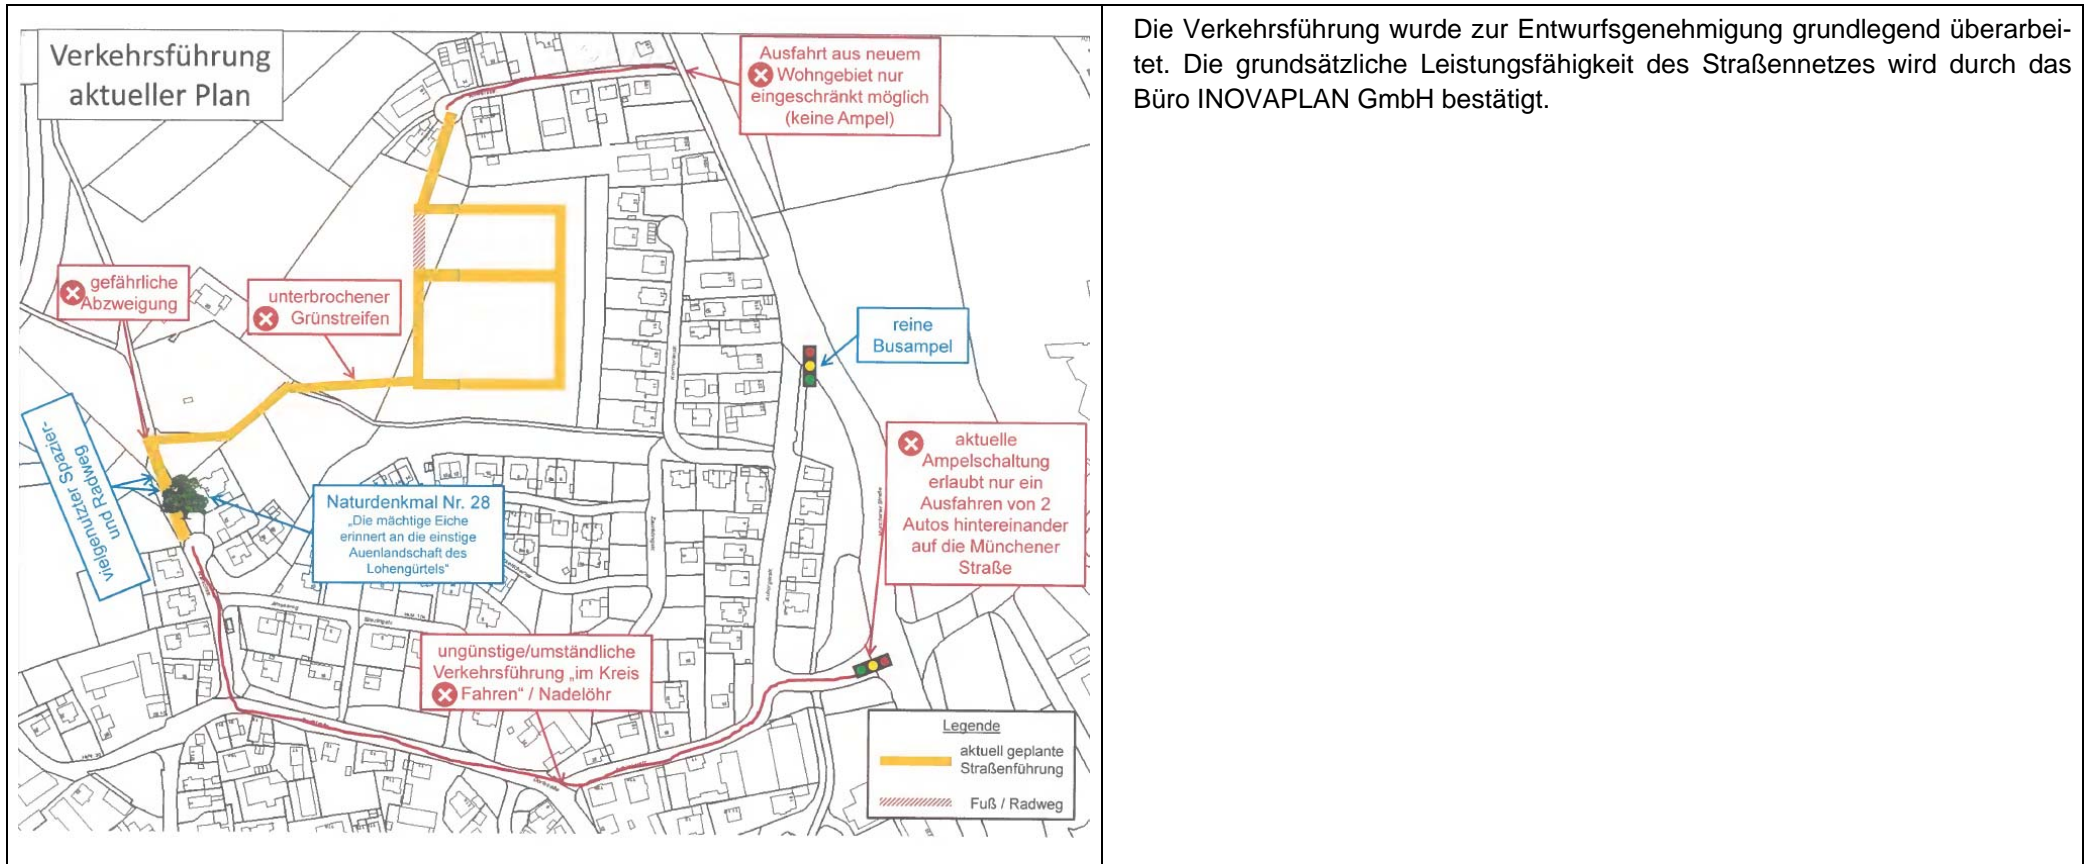 Verkehrsführung
aktueller Plan
Ausfahrt aus neuem
Wohngebiet nur
eingeschränkt möglich
(keine Ampel)
gefährliche
Abzweigung
unterbrochener
Grünstreifen
reine
Busampel
vielgenutzter Spazier-
und Radweg
Naturdenkmal Nr. 28
„Die mächtige Eiche
erinnert an die einstige
Auenlandschaft des
Lohengürtels“
aktuelle
Ampelschaltung
erlaubt nur ein
Ausfahren von 2
Autos hintereinander
auf die Münchener
Straße
ungünstige/umständliche
Verkehrsführung „im Kreis
Fahren“ / Nadelöhr
Legende
aktuell geplante
Straßenführung
Fuß / Radweg
Die Verkehrsführung wurde zur Entwurfsgenehmigung grundlegend überarbei-
tet. Die grundsätzliche Leistungsfähigkeit des Straßennetzes wird durch das
Büro INOVAPLAN GmbH bestätigt.